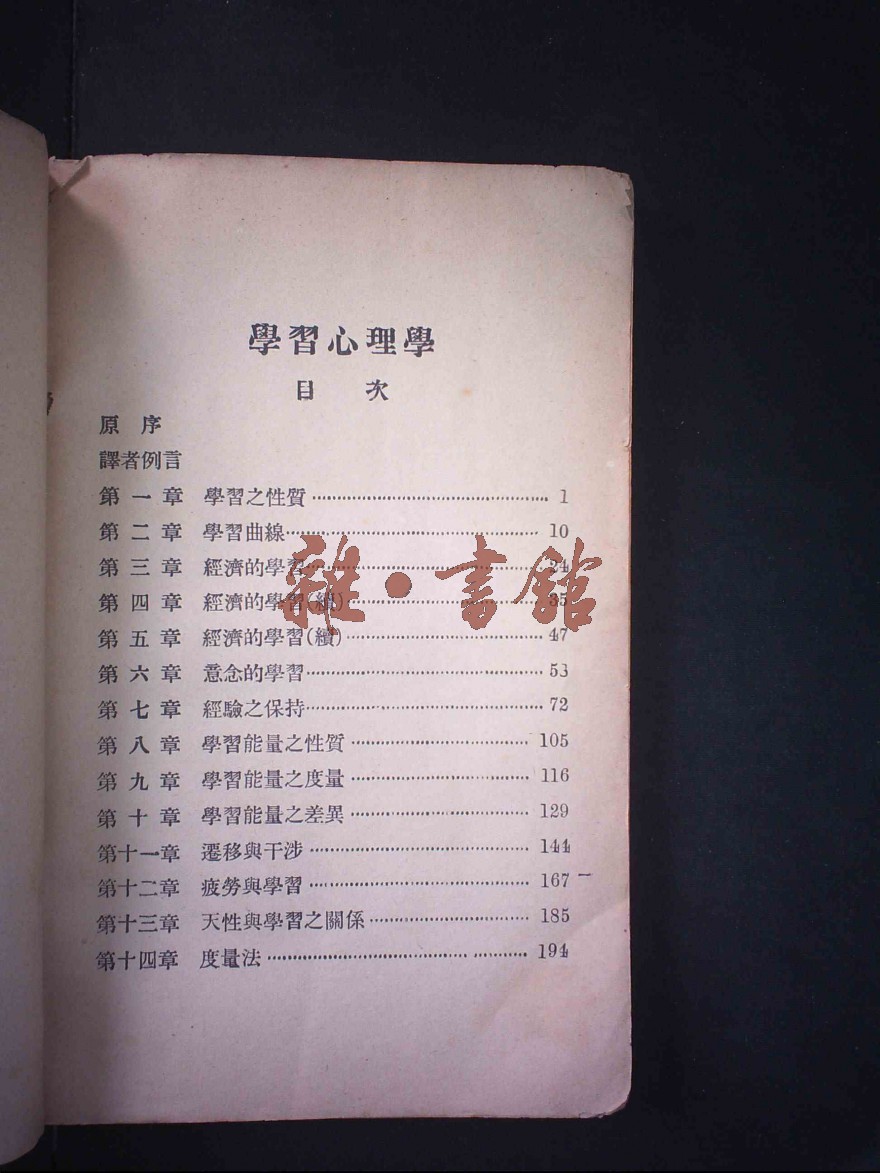 學習心理學
目 次
原 序
譯者例言
第 一 章 學習之性質 1
第 二 章 學習曲線 10
第 三 章 經濟的學習 24
第 四 章 經濟的學習(續) 35
第 五 章 經濟的學習(續) 47
第 六 章 意念的學習 53
第 七 章 經驗之保持 72
第 八 章 學習能量之性質 105
第 九 章 學習能量之度量 116
第 十 章 學習能量之差異 129
第十一章 遷移與干涉 144
第十二章 疲勞與學習 167
第十三章 天性與學習之關係 185
第十四章 度量法 194
雜·書館